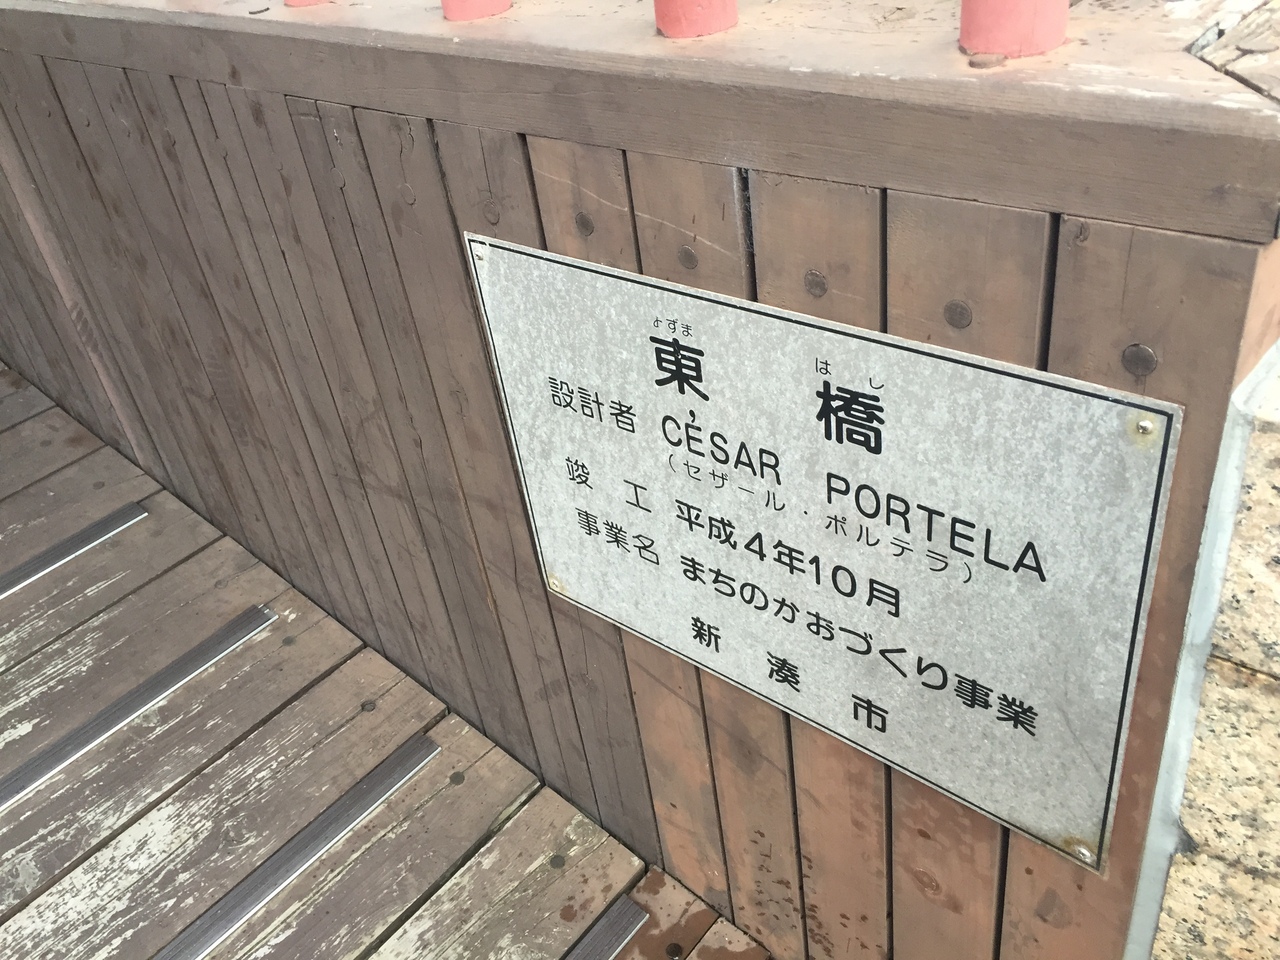 よずま はし
東 橋
設計者 CÉSAR PORTELA
(セザール・ポルテラ)
竣工 平成4年10月
事業名 まちのかおづくり事業
新湊市